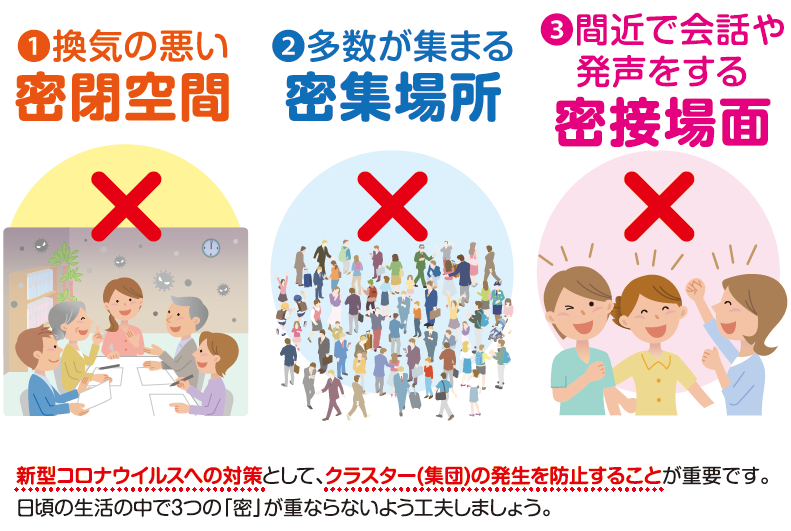 ❶換気の悪い
密閉空間
❷多数が集まる
密集場所
❸間近で会話や
発声をする
密接場面
新型コロナウイルスへの対策として、クラスター(集団)の発生を防止することが重要です。
日頃の生活の中で3つの「密」が重ならないよう工夫しましょう。